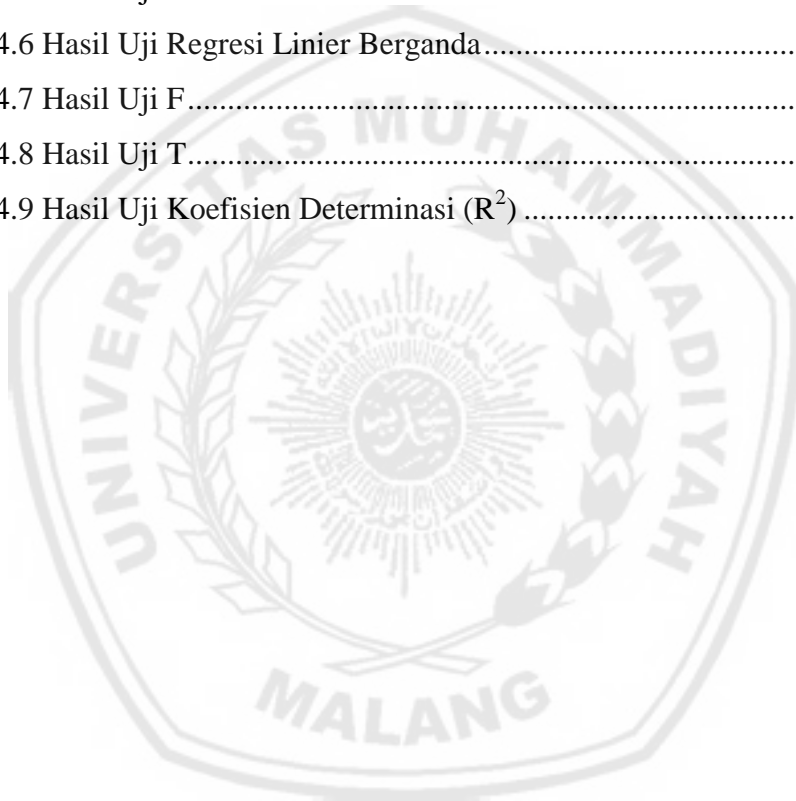 4.6 Hasil Uji Regresi Linier Berganda.......................................
4.7 Hasil Uji F............................................................................
4.8 Hasil Uji T............................................................................
4.9 Hasil Uji Koefisien Determinasi (R²) ..................................
UNIVERSITAS MUHAMMADIYAH
MALANG